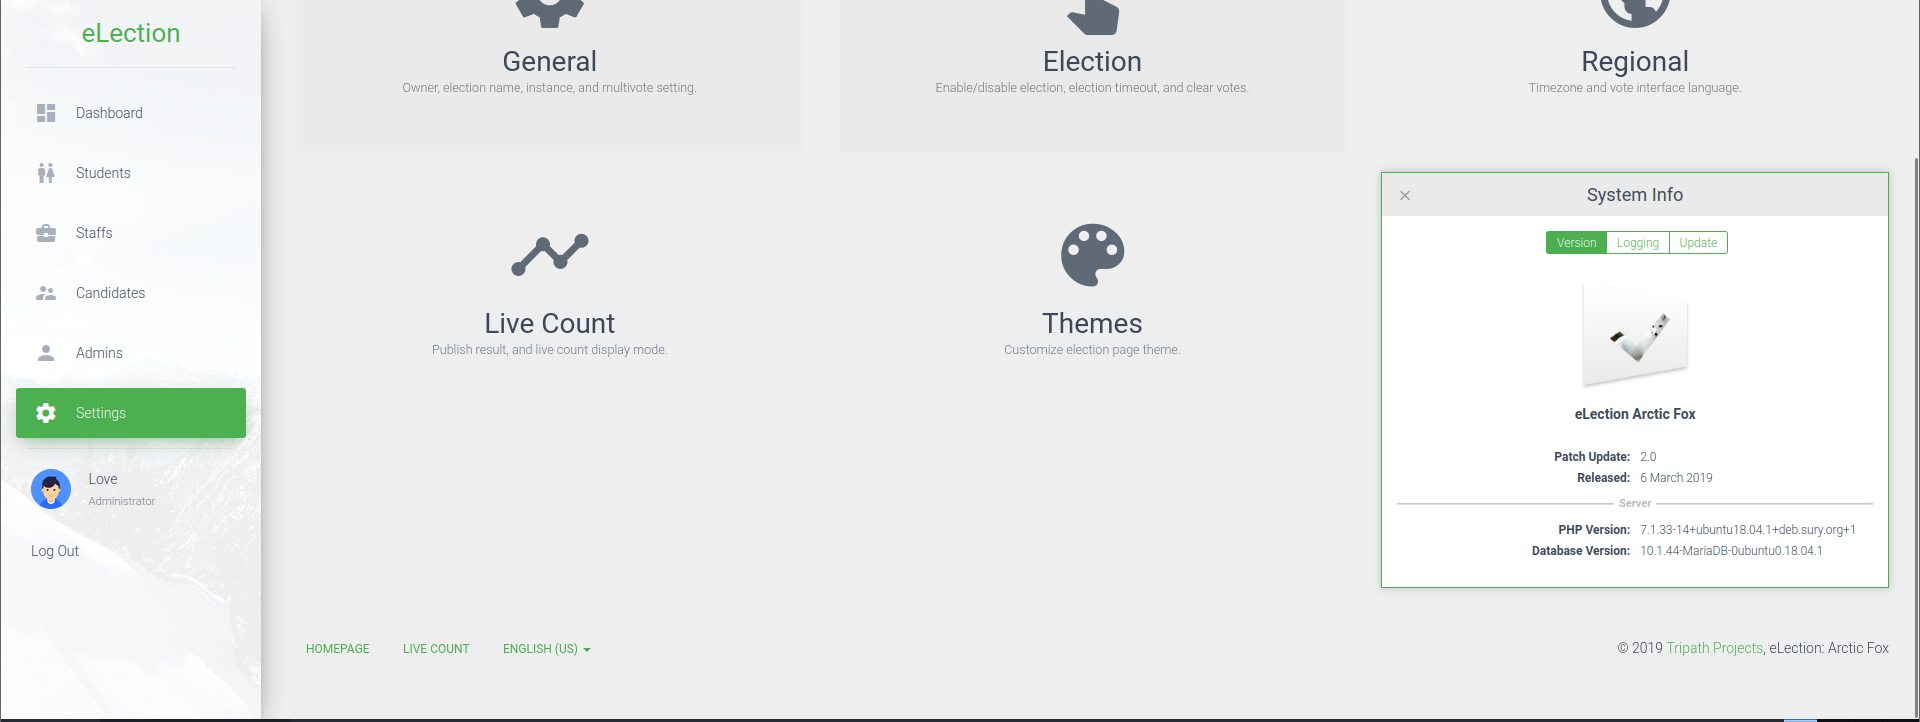 eLection
Dashboard
Students
Staffs
Candidates
Admins
Settings
Love
Administrator
Log Out
General
Owner, election name, instance, and multivote setting.
Election
Enable/disable election, election timeout, and clear votes.
Regional
Timezone and vote interface language.
Live Count
Publish result, and live count display mode.
Themes
Customize election page theme.
× System Info
Version Logging Update
eLection Arctic Fox
Patch Update: 2.0
Released: 6 March 2019
Server
PHP Version: 7.1.33-14+ubuntu18.04.1+deb.sury.org+1
Database Version: 10.1.44-MariaDB-0ubuntu0.18.04.1
HOMEPAGE LIVE COUNT ENGLISH (US)
© 2019 Tripath Projects, eLection: Arctic Fox